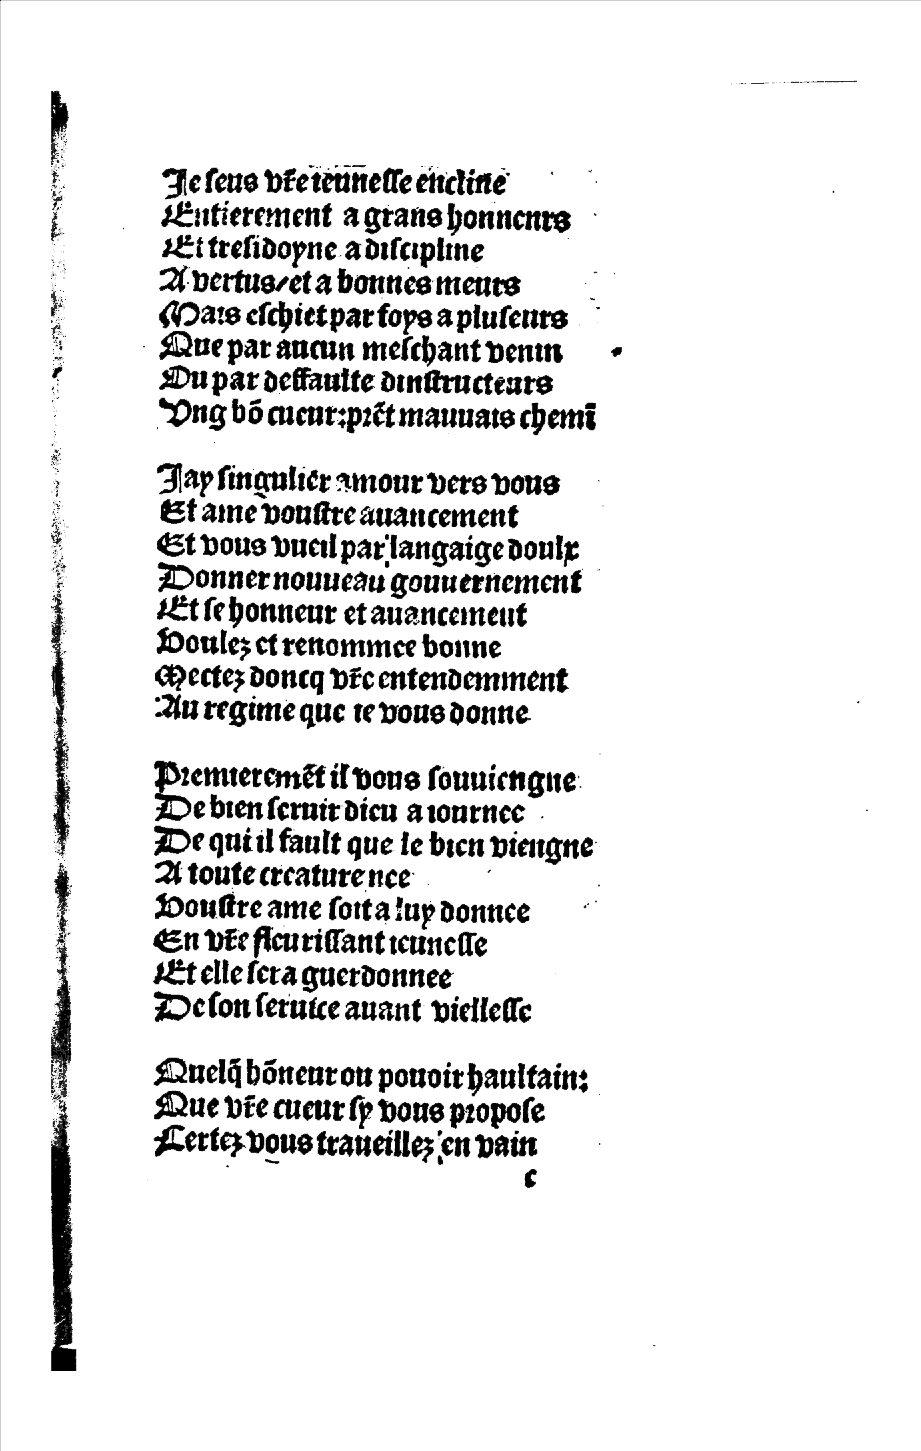 Je sens vr̃e ieunesse encline
Entierement a grans honneurs
Et tresidoyne a discipline
A vertus/et a bonnes meurs
Mais eschiet par foys a pluseurs
Que par aucun meschant venin
Ou par deffaulte dinstructeurs
Ung bõ cueur:prẽt mauuais chemĩ

Jay singulier amour vers vous
Et ame voustre auancement
Et vous vueil par langaige doulx
Donner nouueau gouuernement
Et se honneur et auancement
Voulez et renommee bonne
Mectez doncq vr̃e entendemment
Au regime que ie vous donne

Premieremẽt il vous souuiengne
De bien seruir dieu a iournee
De qui il fault que le bien viengne
A toute creature nee
Voustre ame soit a luy donnee
En vr̃e fleurissant ieunesse
Et elle sera guerdonnee
De son seruice auant viellesse

Quelq̃ bõneur ou pouoir haultain:
Que vr̃e cueur sy vous propose
Certez vous traueillez en vain
c